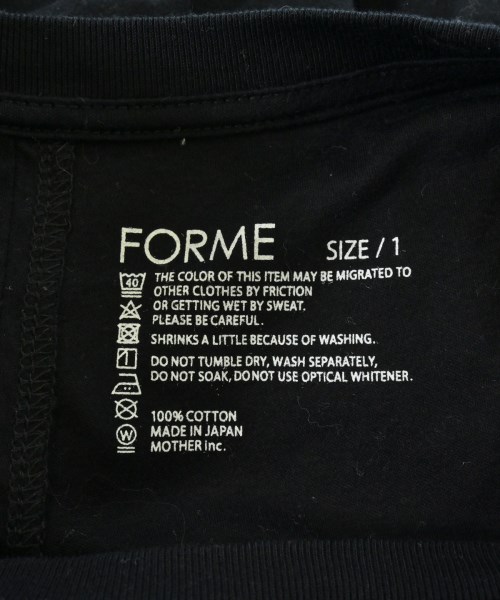 FORME SIZE / 1
40 THE COLOR OF THIS ITEM MAY BE MIGRATED TO
OTHER CLOTHES BY FRICTION
OR GETTING WET BY SWEAT.
PLEASE BE CAREFUL.
SHRINKS A LITTLE BECAUSE OF WASHING.
DO NOT TUMBLE DRY, WASH SEPARATELY,
DO NOT SOAK, DO NOT USE OPTICAL WHITENER.
100% COTTON
W MADE IN JAPAN
MOTHER inc.